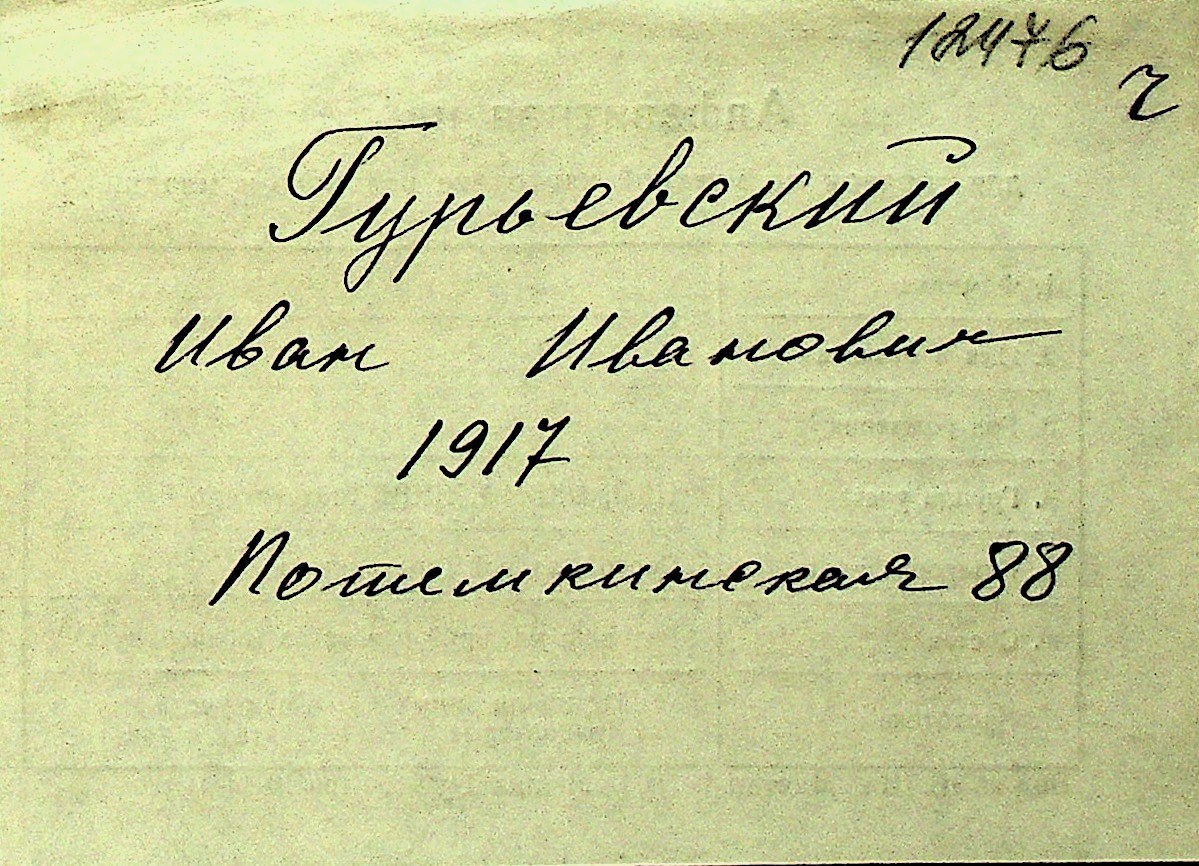 12476
ч
Гурьевский
Иван Иванович
1917
Потемкинская 88